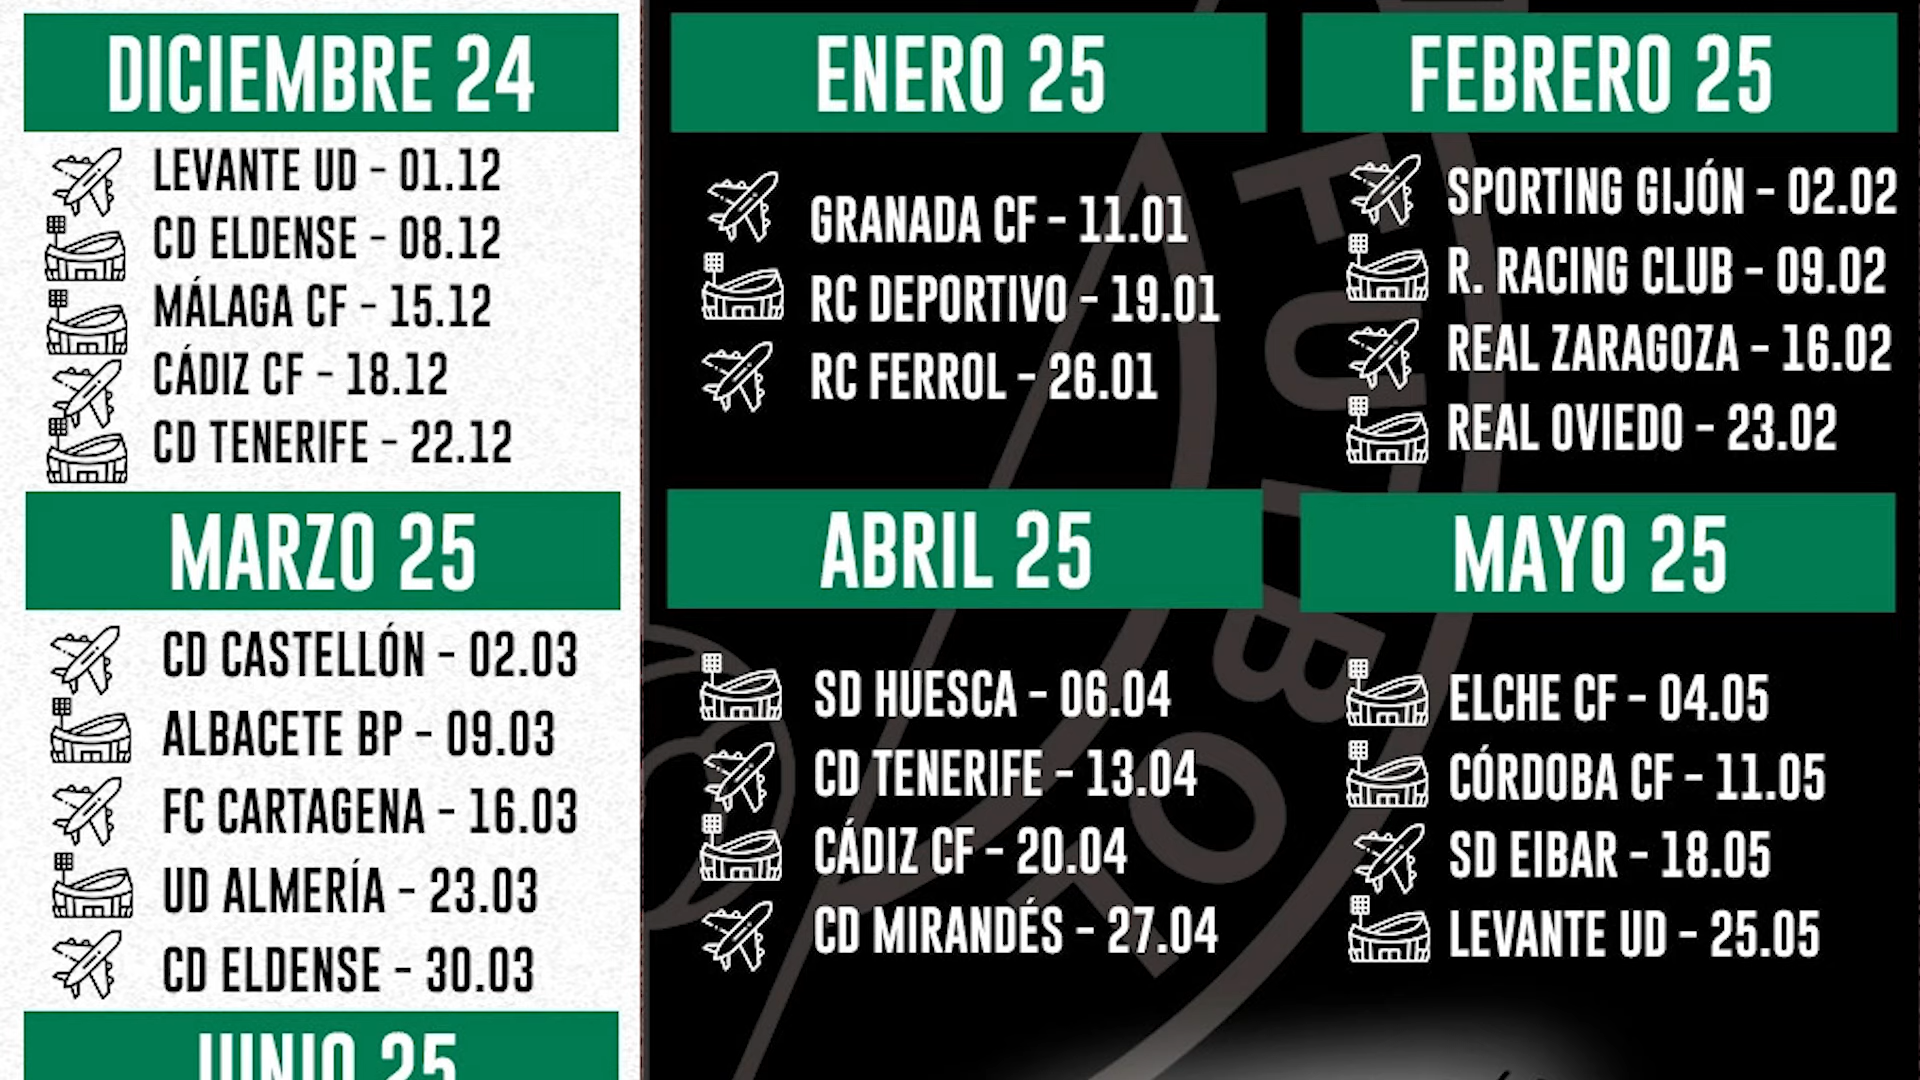 DICIEMBRE 24
LEVANTE UD - 01.12
CD ELDENSE - 08.12
MÁLAGA CF - 15.12
CÁDIZ CF - 18.12
CD TENERIFE - 22.12
ENERO 25
GRANADA CF - 11.01
RC DEPORTIVO - 19.01
RC FERROL - 26.01
FEBRERO 25
SPORTING GIJÓN - 02.02
R. RACING CLUB - 09.02
REAL ZARAGOZA - 16.02
REAL OVIEDO - 23.02
MARZO 25
CD CASTELLÓN - 02.03
ALBACETE BP - 09.03
FC CARTAGENA - 16.03
UD ALMERÍA - 23.03
CD ELDENSE - 30.03
ABRIL 25
SD HUESCA - 06.04
CD TENERIFE - 13.04
CÁDIZ CF - 20.04
CD MIRANDÉS - 27.04
MAYO 25
ELCHE CF - 04.05
CÓRDOBA CF - 11.05
SD EIBAR - 18.05
LEVANTE UD - 25.05
JUNIO 25
FUTBOL